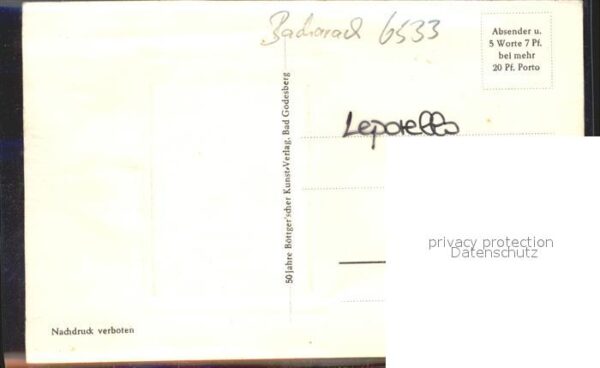 Bacharach 6533
Absender u.
5 Worte 7 Pf.
bei mehr
20 Pf. Porto
Leporello
50 Jahre Böttger'scher Kunst-Verlag, Bad Godesberg
privacy protection
Datenschutz
Nachdruck verboten